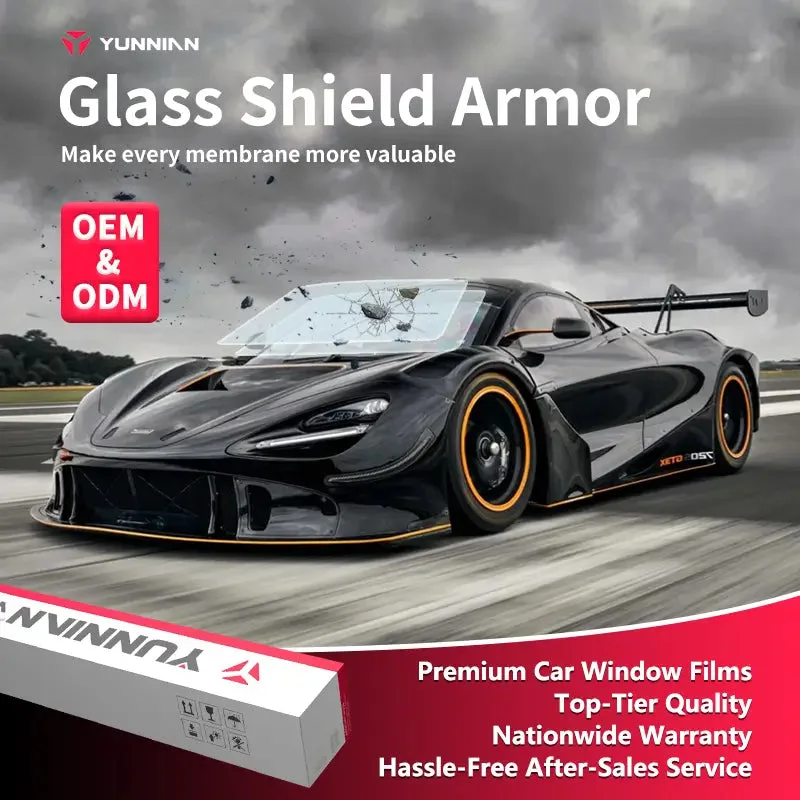 YUNNIAN
Glass Shield Armor
Make every membrane more valuable
OEM
&
ODM
YUNNIAN
Premium Car Window Films
Top-Tier Quality
Nationwide Warranty
Hassle-Free After-Sales Service